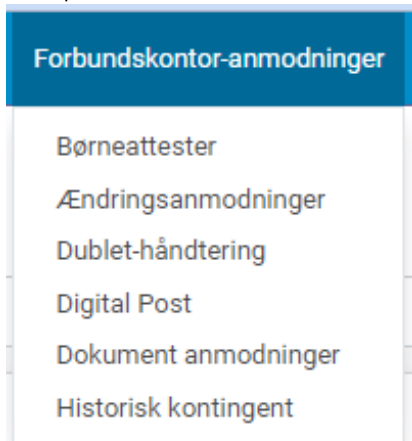 Forbundskontor-anmodninger
Børneattester
Ændringsanmodninger
Dublet-håndtering
Digital Post
Dokument anmodninger
Historisk kontingent